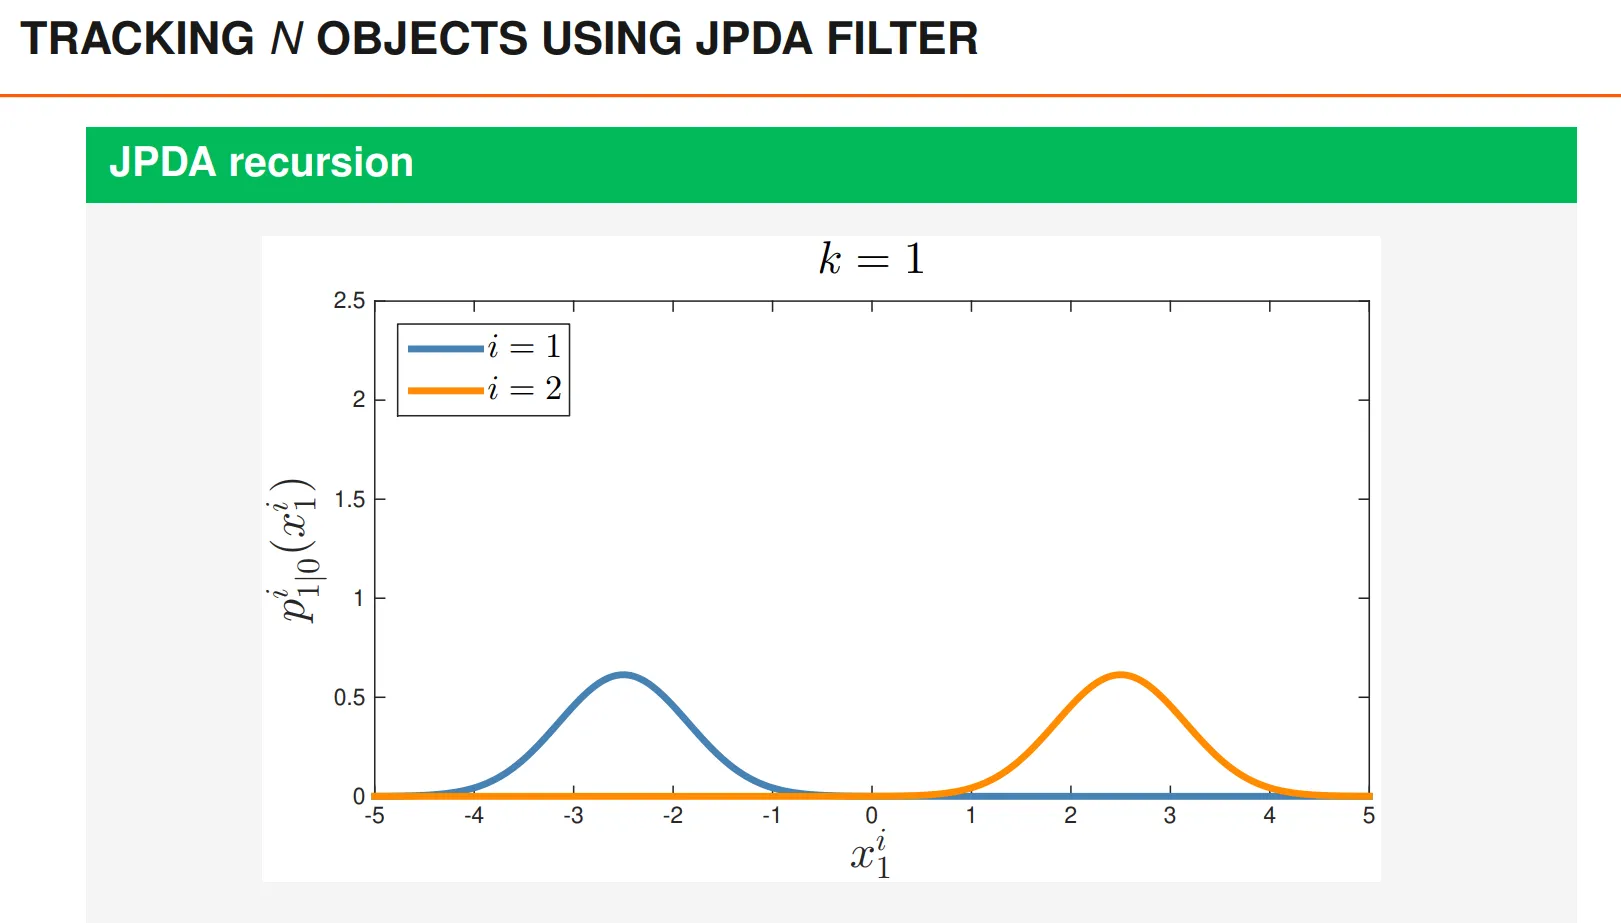 TRACKING N OBJECTS USING JPDA FILTER
JPDA recursion
k = 1
2.5
2
1.5
1
0.5
0
i = 1
i = 2
p^i_{1|0}(x^i_1)
-5 -4 -3 -2 -1 0 1 2 3 4 5
x^i_1